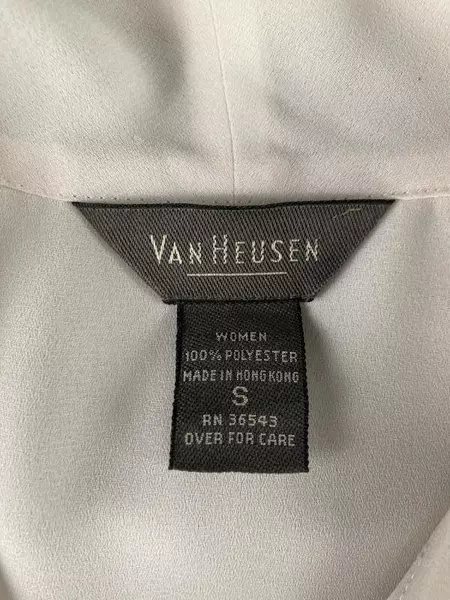 VAN HEUSEN
WOMEN
100% POLYESTER
MADE IN HONG KONG
S
RN 36543
OVER FOR CARE